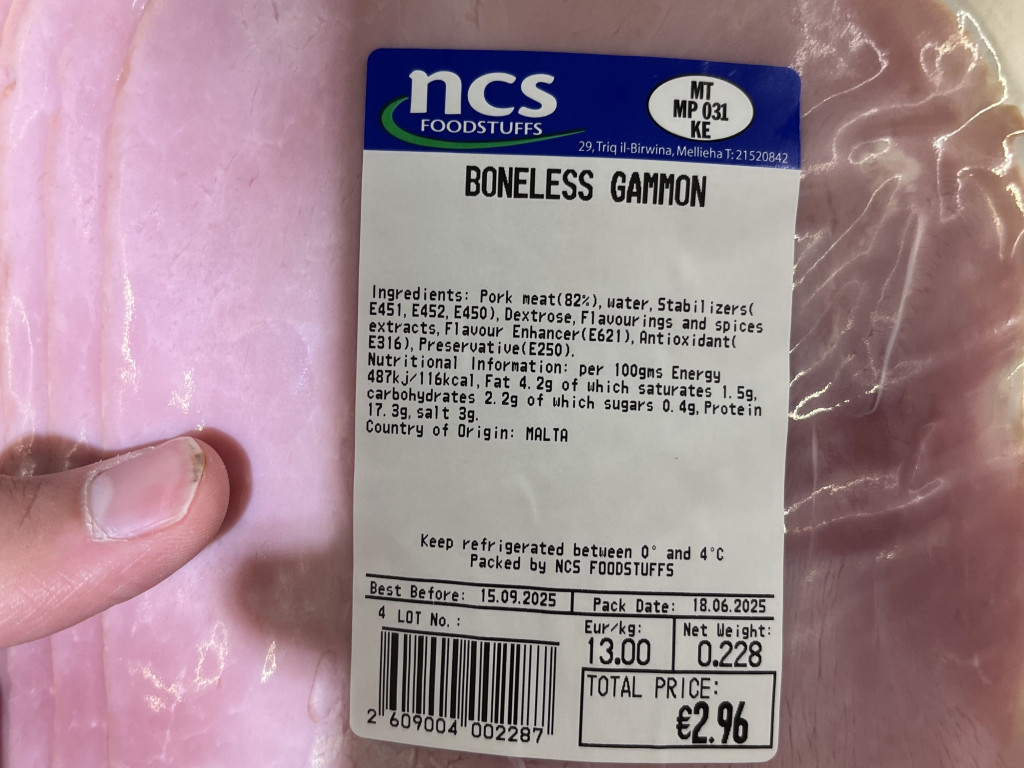 ncs
FOODSTUFFS
MT
MP 031
KE
29, Triq il-Birwina, Mellieha T: 21520842
BONELESS GAMMON
Ingredients: Pork meat(82%), water, Stabilizers(
E451, E452, E450), Dextrose, Flavourings and spices
extracts, Flavour Enhancer(E621), Antioxidant(
E316), Preservative(E250).
Nutritional Information: per 100gms Energy
487kj/116kcal, Fat 4.2g of which saturates 1.5g,
carbohydrates 2.2g of which sugars 0.4g, Protein
17.3g, salt 3g.
Country of Origin: MALTA
Keep refrigerated between 0° and 4°C
Packed by NCS FOODSTUFFS
Best Before: 15.09.2025 Pack Date: 18.06.2025
4 LOT No.:
Eur/kg: Net Weight:
13.00 0.228
TOTAL PRICE:
€2.96
2 609004 002287